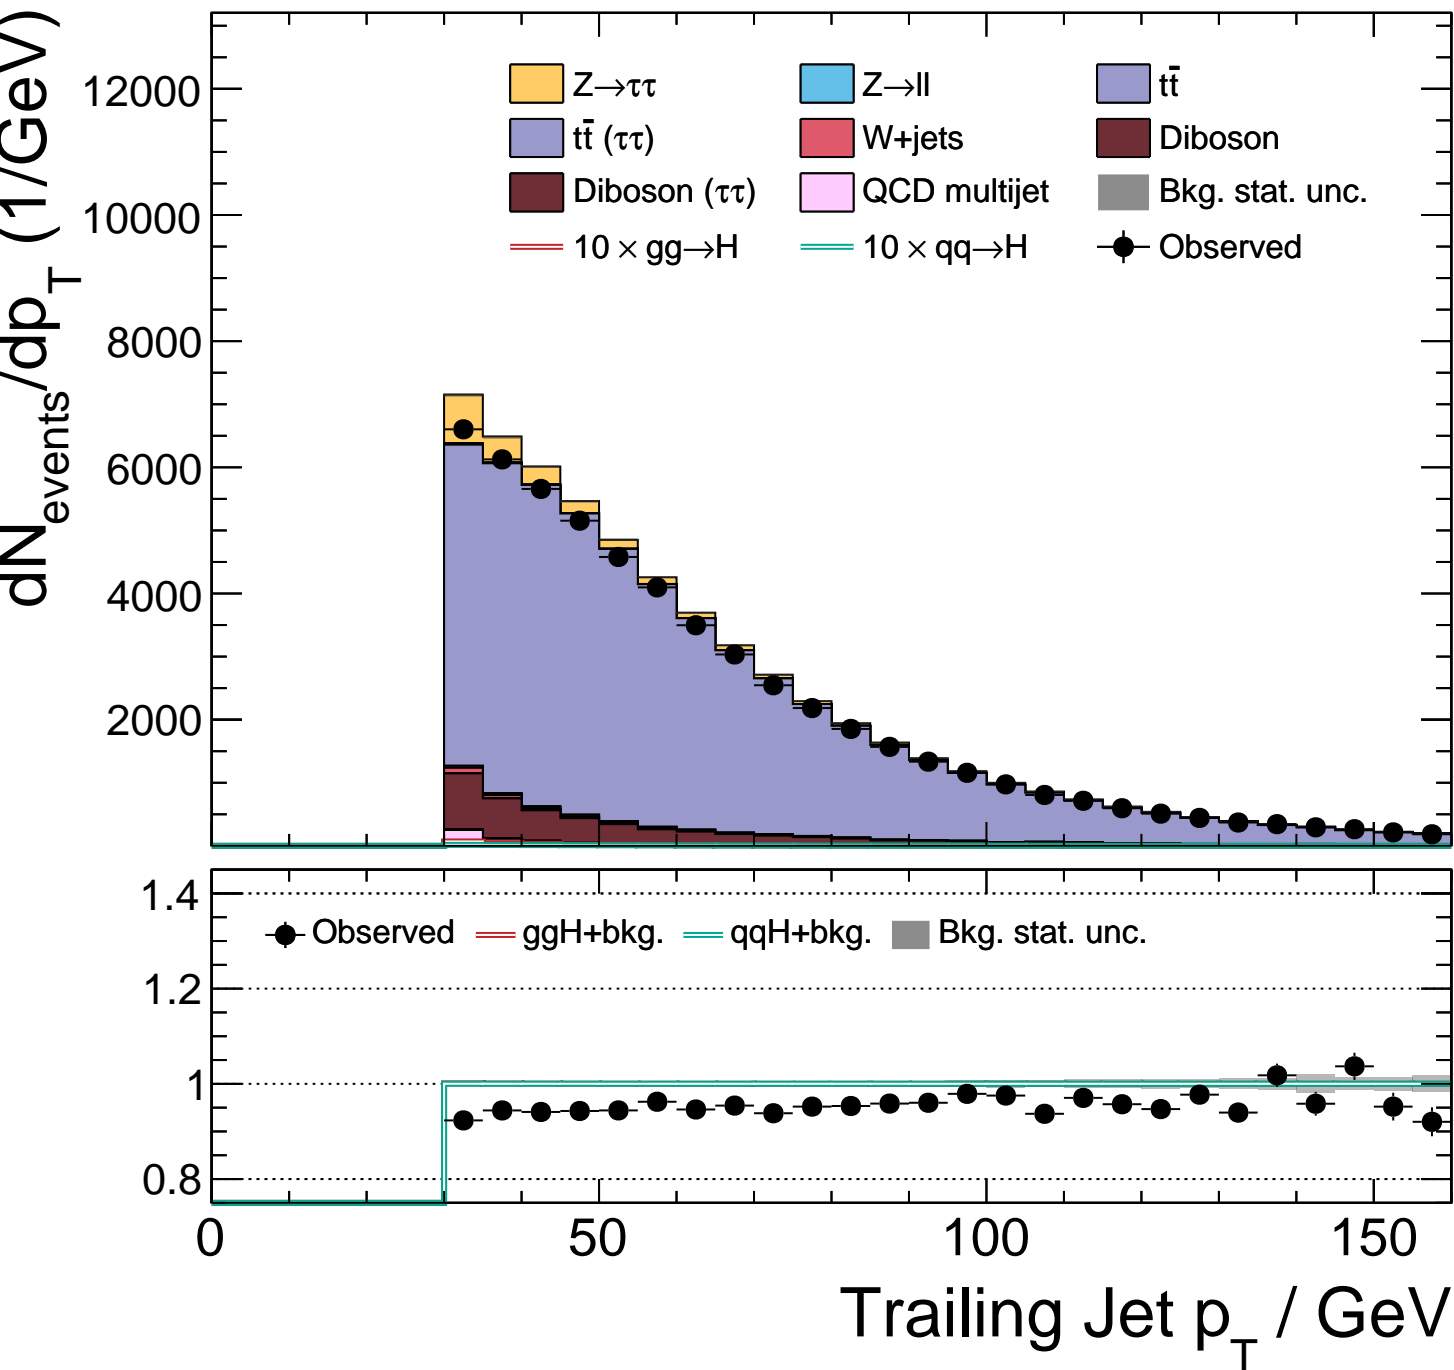 dN_events/dp_T (1/GeV)
12000
10000
8000
6000
4000
2000
Z→ττ Z→ll tt̄
tt̄ (ττ) W+jets Diboson
Diboson (ττ) QCD multijet Bkg. stat. unc.
10 × gg→H 10 × qq→H Observed
1.4
1.2
1
0.8
Observed ggH+bkg. qqH+bkg. Bkg. stat. unc.
0 50 100 150
Trailing Jet p_T / GeV